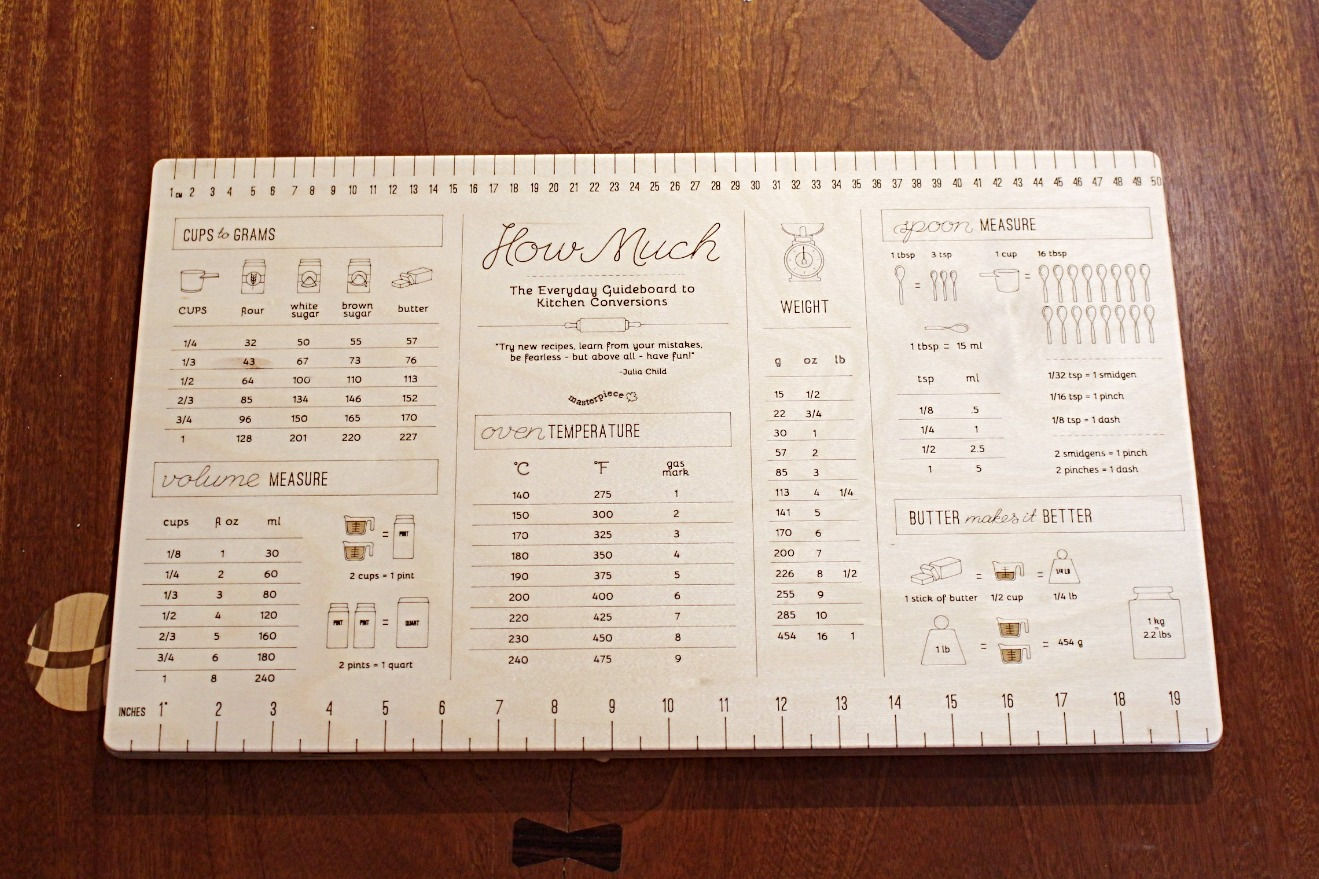 1 CM 2 3 4 5 6 7 8 9 10 11 12 13 14 15 16 17 18 19 20 21 22 23 24 25 26 27 28 29 30 31 32 33 34 35 36 37 38 39 40 41 42 43 44 45 46 47 48 49 50
CUPS to GRAMS
CUPS flour white sugar brown sugar butter
1/4 32 50 55 57
1/3 43 67 73 76
1/2 64 100 110 113
2/3 85 134 146 152
3/4 96 150 165 170
1 128 201 220 227
volume MEASURE
cups fl oz ml
1/8 1 30
1/4 2 60
1/3 3 80
1/2 4 120
2/3 5 160
3/4 6 180
1 8 240
= PINT
2 cups = 1 pint
PINT PINT = QUART
2 pints = 1 quart
How Much
The Everyday Guideboard to
Kitchen Conversions
"Try new recipes, learn from your mistakes,
be fearless - but above all - have fun!"
-Julia Child
masterpiece
oven TEMPERATURE
°C °F gas mark
140 275 1
150 300 2
170 325 3
180 350 4
190 375 5
200 400 6
220 425 7
230 450 8
240 475 9
WEIGHT
g oz lb
15 1/2
22 3/4
30 1
57 2
85 3
113 4 1/4
141 5
170 6
200 7
226 8 1/2
255 9
285 10
454 16 1
spoon MEASURE
1 tbsp 3 tsp 1 cup 16 tbsp
= =
1 tbsp = 15 ml
tsp ml
1/8 .5
1/4 1
1/2 2.5
1 5
1/32 tsp = 1 smidgen
1/16 tsp = 1 pinch
1/8 tsp = 1 dash
2 smidgens = 1 pinch
2 pinches = 1 dash
BUTTER makes it BETTER
= = 1/4 LB
1 stick of butter 1/2 cup 1/4 lb
1 lb = = 454 g
1 kg
=
2.2 lbs
INCHES 1" 2 3 4 5 6 7 8 9 10 11 12 13 14 15 16 17 18 19